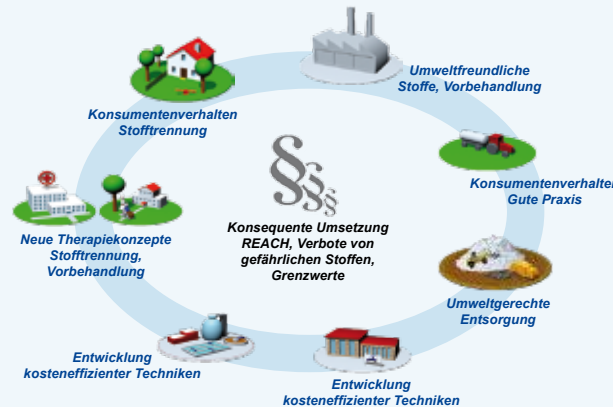 Umweltfreundliche
Stoffe, Vorbehandlung
Konsumentenverhalten
Stofftrennung
Konsumentenverhalten
Gute Praxis
§§§§
Konsequente Umsetzung
REACH, Verbote von
gefährlichen Stoffen,
Grenzwerte
Neue Therapiekonzepte
Stofftrennung,
Vorbehandlung
Umweltgerechte
Entsorgung
Entwicklung
kosteneffizienter Techniken
Entwicklung
kosteneffizienter Techniken